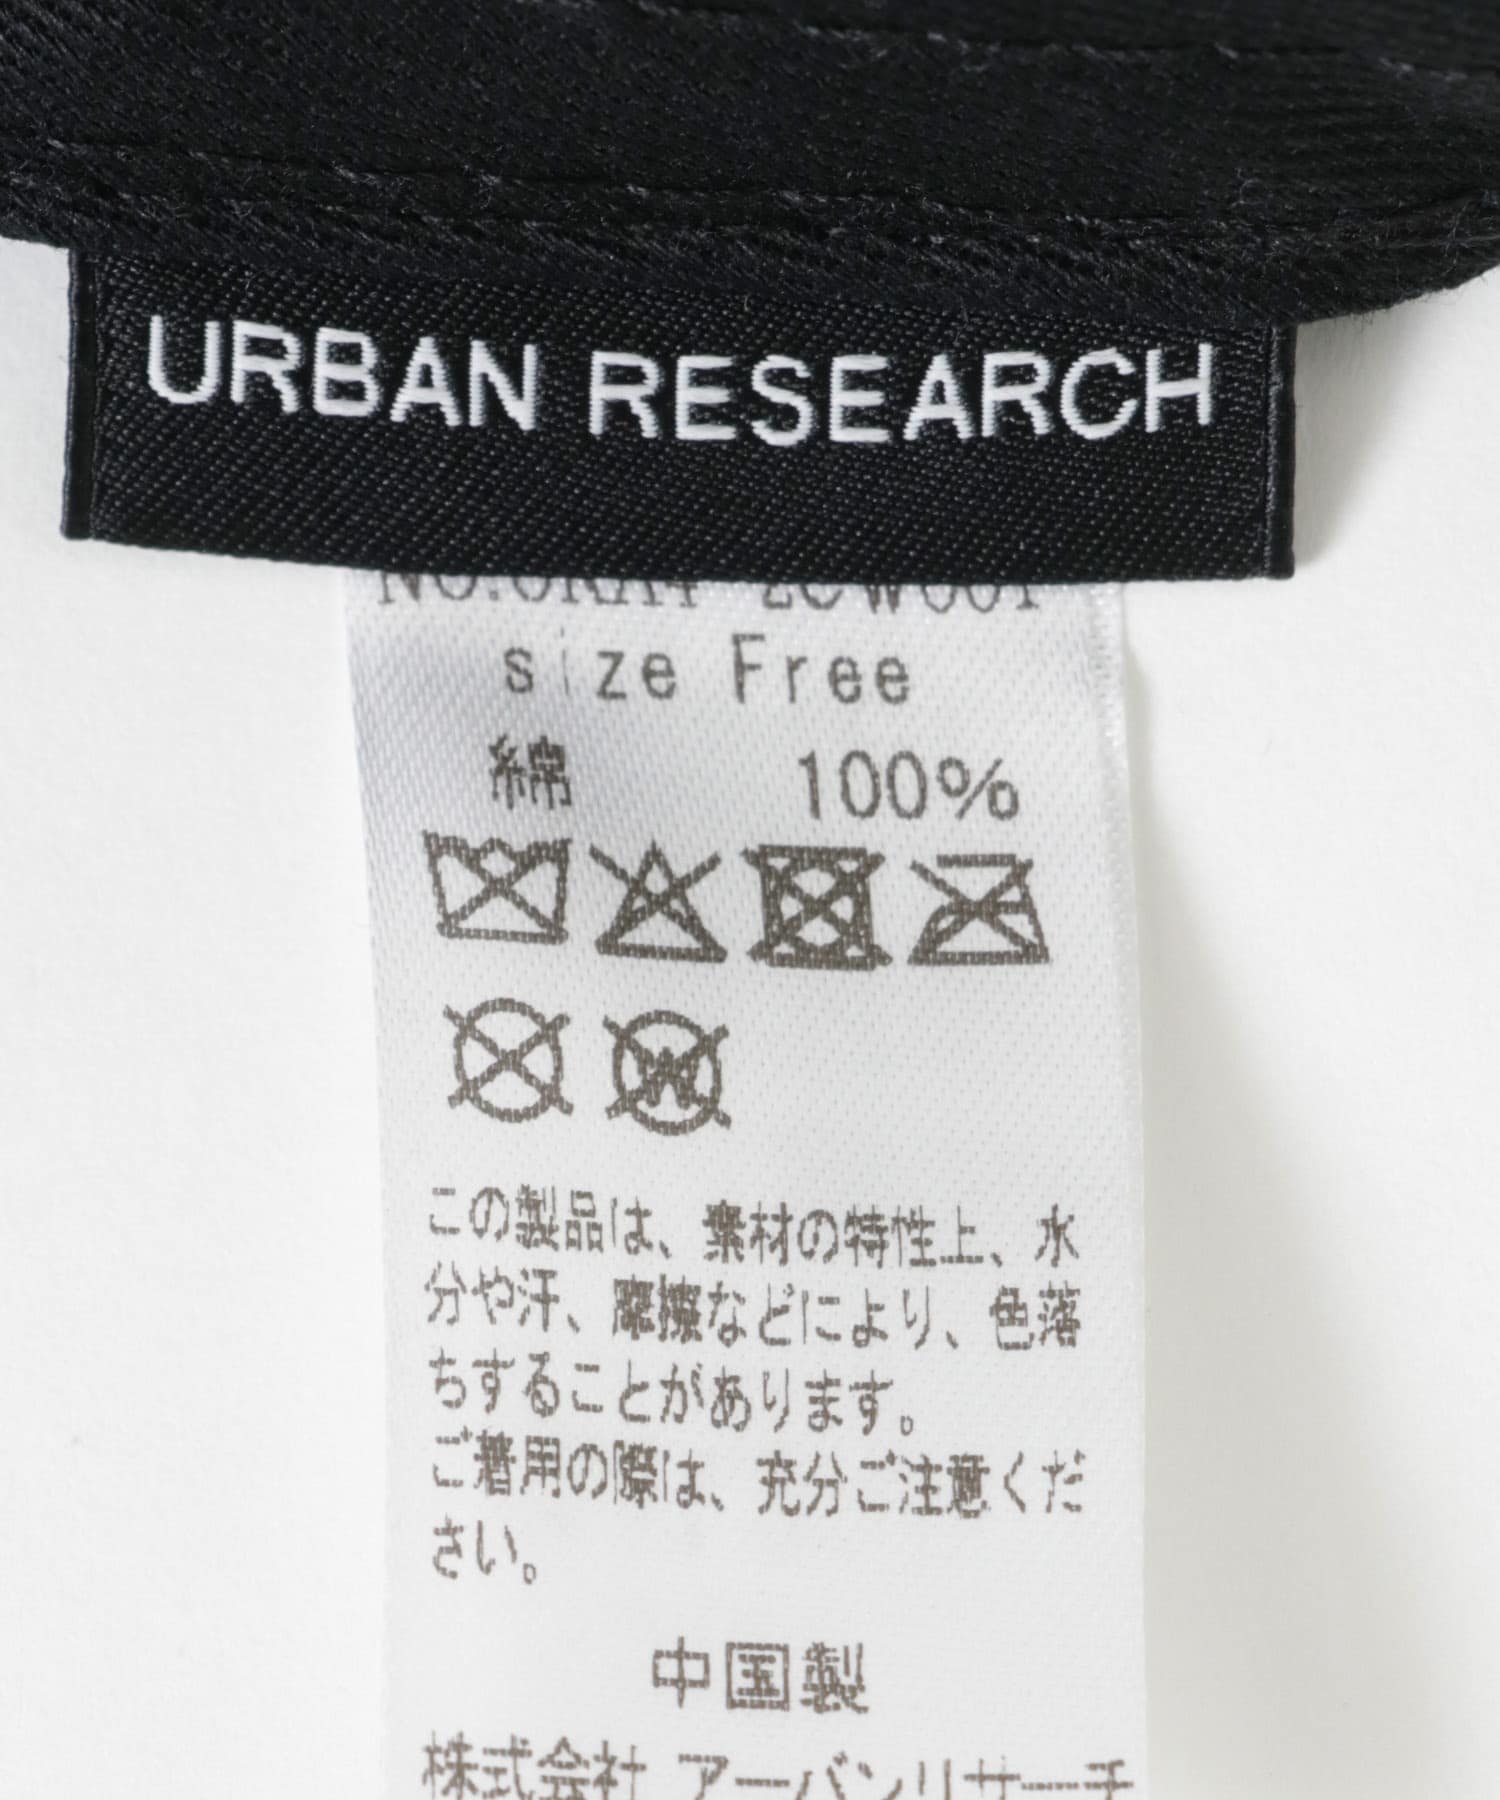 URBAN RESEARCH
size Free
綿 100%
W
この製品は、素材の特性上、水
分や汗、摩擦などにより、色落
ちすることがあります。
ご着用の際は、充分ご注意くだ
さい。
中国製
株式会社 アーバンリサーチ